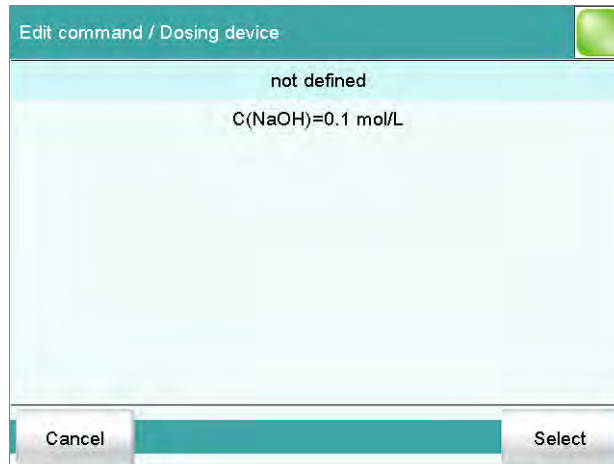 Edit command / Dosing device
not defined
C(NaOH)=0.1 mol/L
Cancel
Select